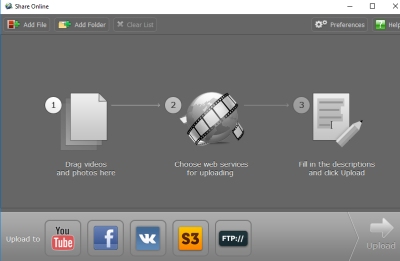 Share Online
Add File
Add Folder
Clear List
Preferences
Help
1
2
3
Drag videos
and photos here
Choose web services
for uploading
Fill in the descriptions
and click Upload
Upload to
You
Tube
f
S3
FTP://
Upload